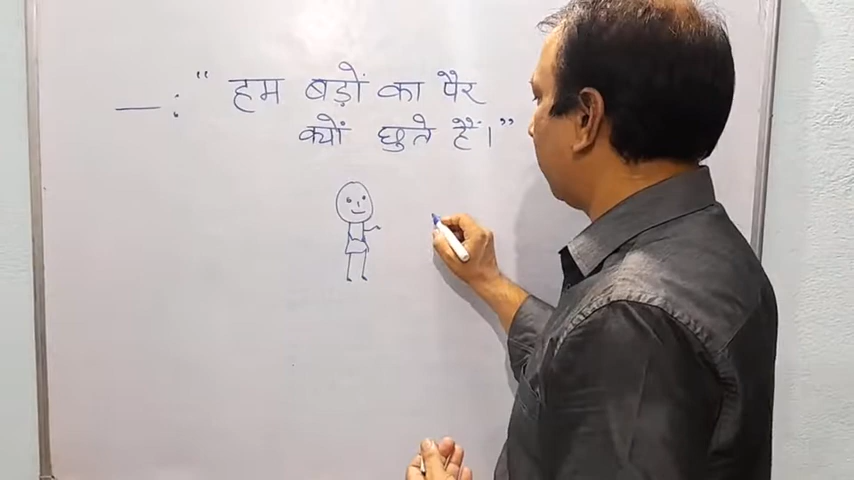 —: "हम बड़ों का पैर
क्यों छुते हैं।"